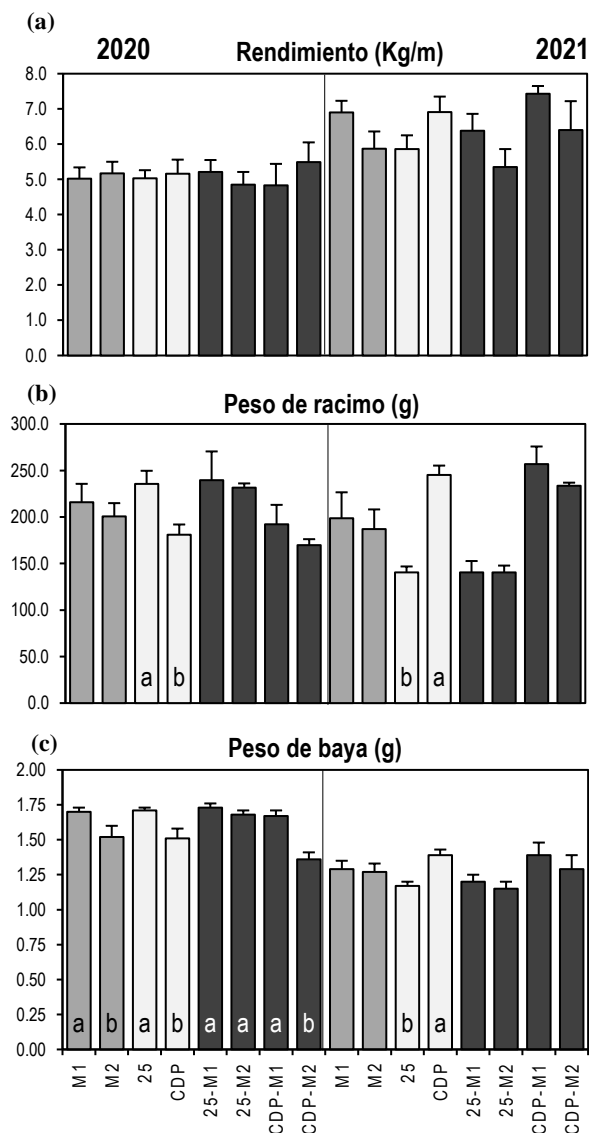 (a)
2020 Rendimiento (Kg/m) 2021
8.0
7.0
6.0
5.0
4.0
3.0
2.0
1.0
0.0
(b)
Peso de racimo (g)
300.0
250.0
200.0
150.0
100.0
50.0
0.0
a b b a
(c)
Peso de baya (g)
2.00
1.75
1.50
1.25
1.00
0.75
0.50
0.25
0.00
a b a b a a a b b a
M1 M2 25 CDP 25-M1 25-M2 CDP-M1 CDP-M2 M1 M2 25 CDP 25-M1 25-M2 CDP-M1 CDP-M2